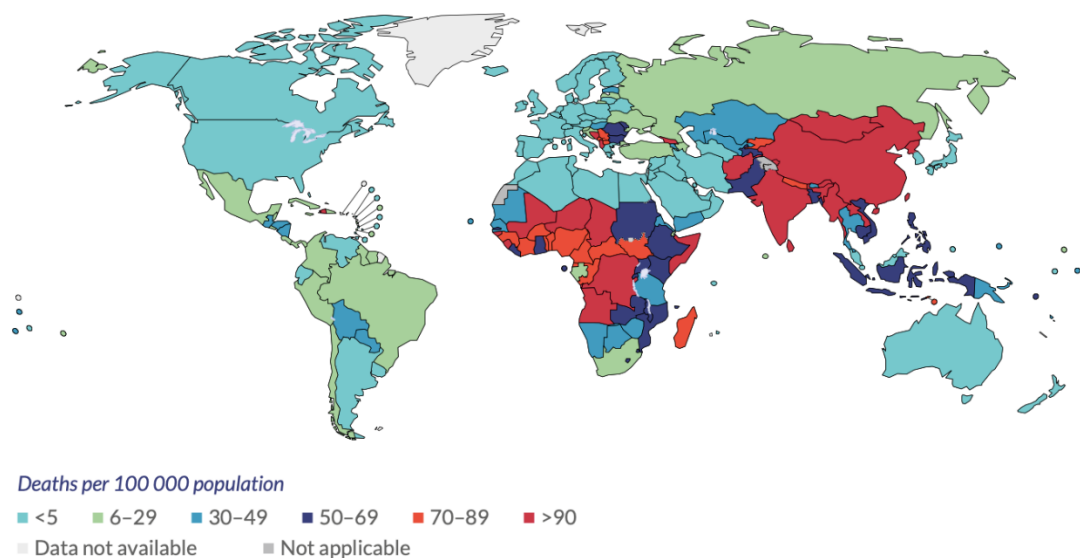 Deaths per 100 000 population
<5 6–29 30–49 50–69 70–89 >90
Data not available Not applicable